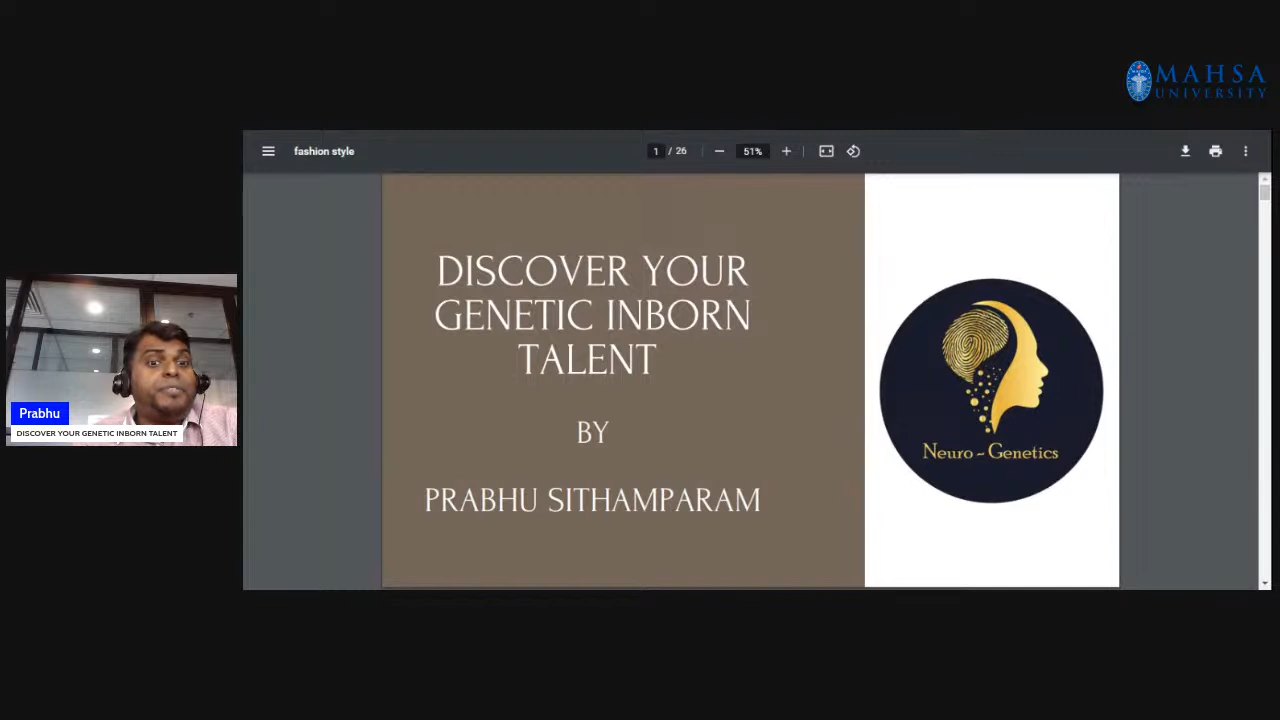 MAHSA
UNIVERSITY
fashion style
1 / 26
51%
DISCOVER YOUR
GENETIC INBORN
TALENT
BY
PRABHU SITHAMPARAM
Neuro - Genetics
Prabhu
DISCOVER YOUR GENETIC INBORN TALENT